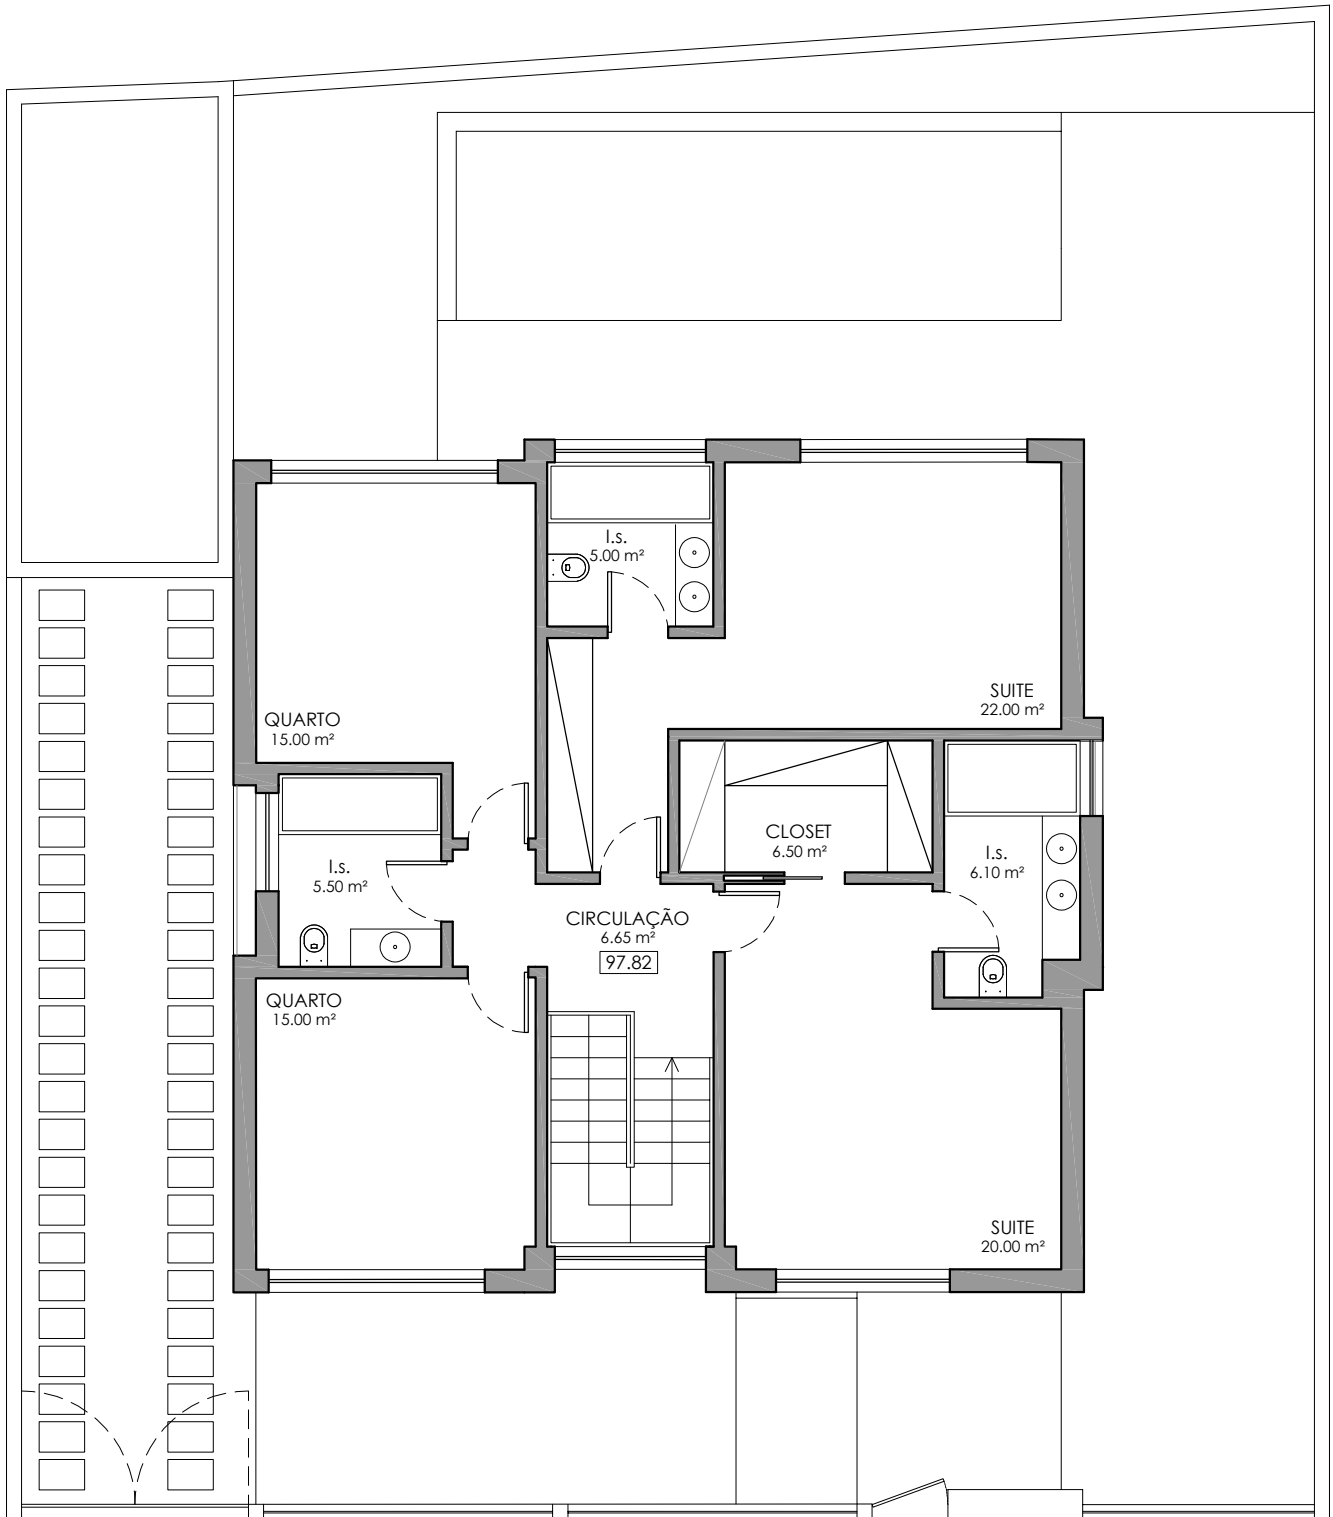 I.s.
5.00 m²
SUITE
22.00 m²
QUARTO
15.00 m²
CLOSET
6.50 m²
I.s.
6.10 m²
I.s.
5.50 m²
CIRCULAÇÃO
6.65 m²
97.82
QUARTO
15.00 m²
SUITE
20.00 m²